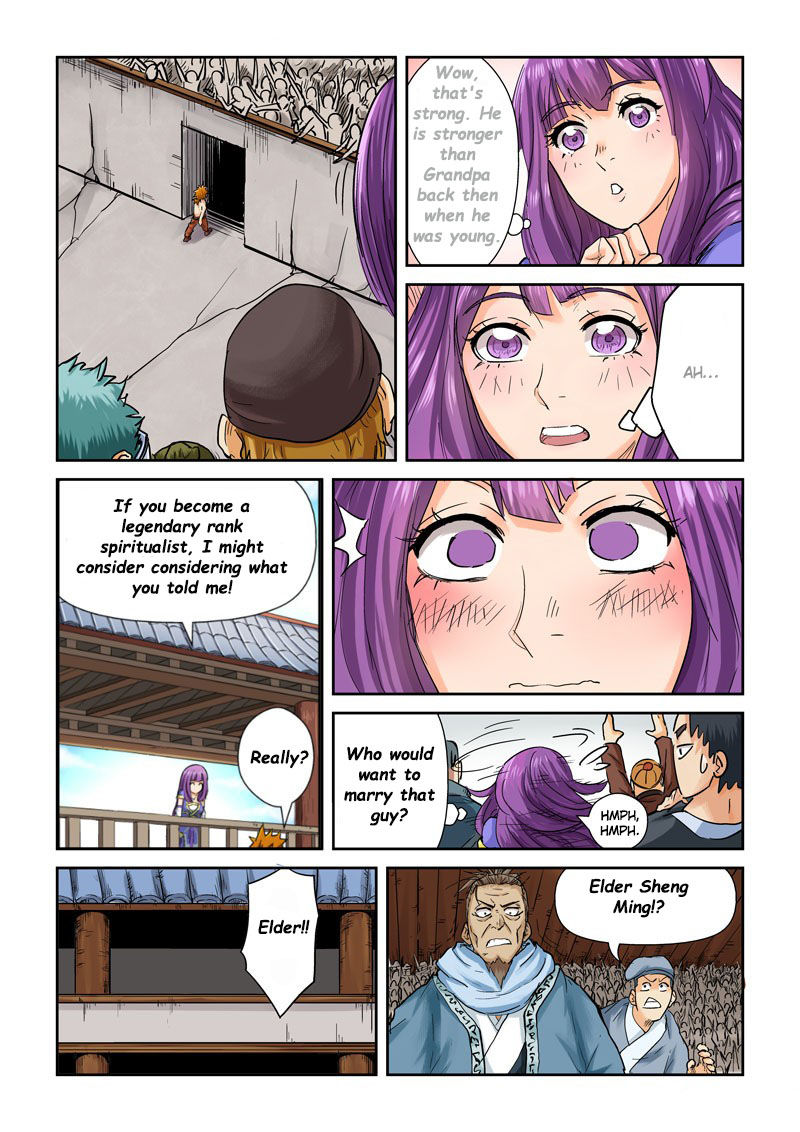 Wow,
that's
strong. He
is stronger
than
Grandpa
back then
when he
was young.
AH...
If you become a
legendary rank
spiritualist, I might
consider considering what
you told me!
Really?
Who would
want to
marry that
guy?
HMPH,
HMPH.
Elder!!
Elder Sheng
Ming!?